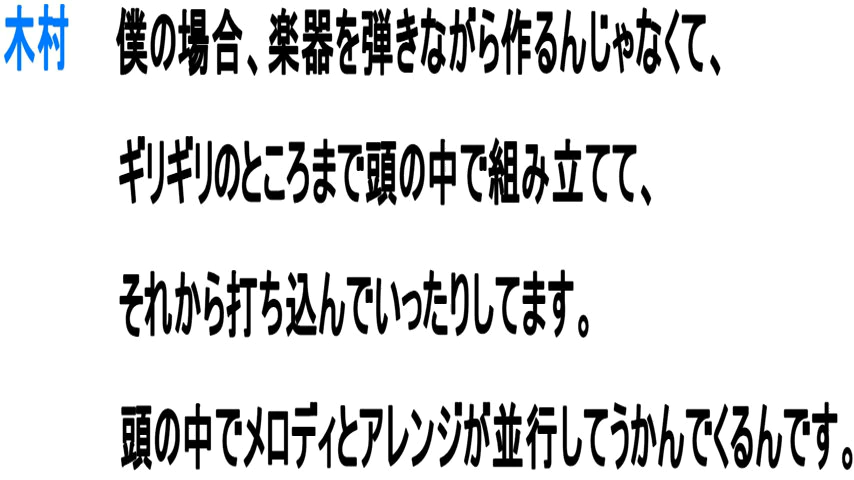 木村 僕の場合、楽器を弾きながら作るんじゃなくて、
ギリギリのところまで頭の中で組み立てて、
それから打ち込んでいったりしてます。
頭の中でメロディとアレンジが並行してうかんでくるんです。